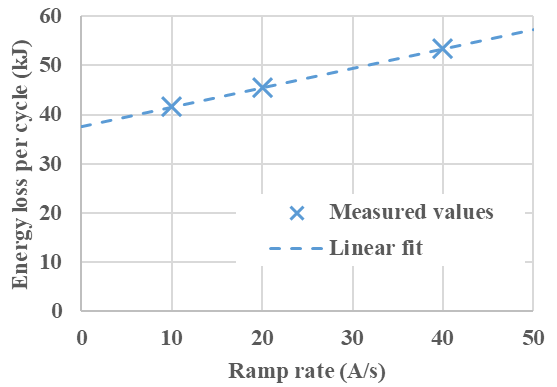 Energy loss per cycle (kJ)
60
50
40
30
20
10
0
Measured values
Linear fit
0 10 20 30 40 50
Ramp rate (A/s)